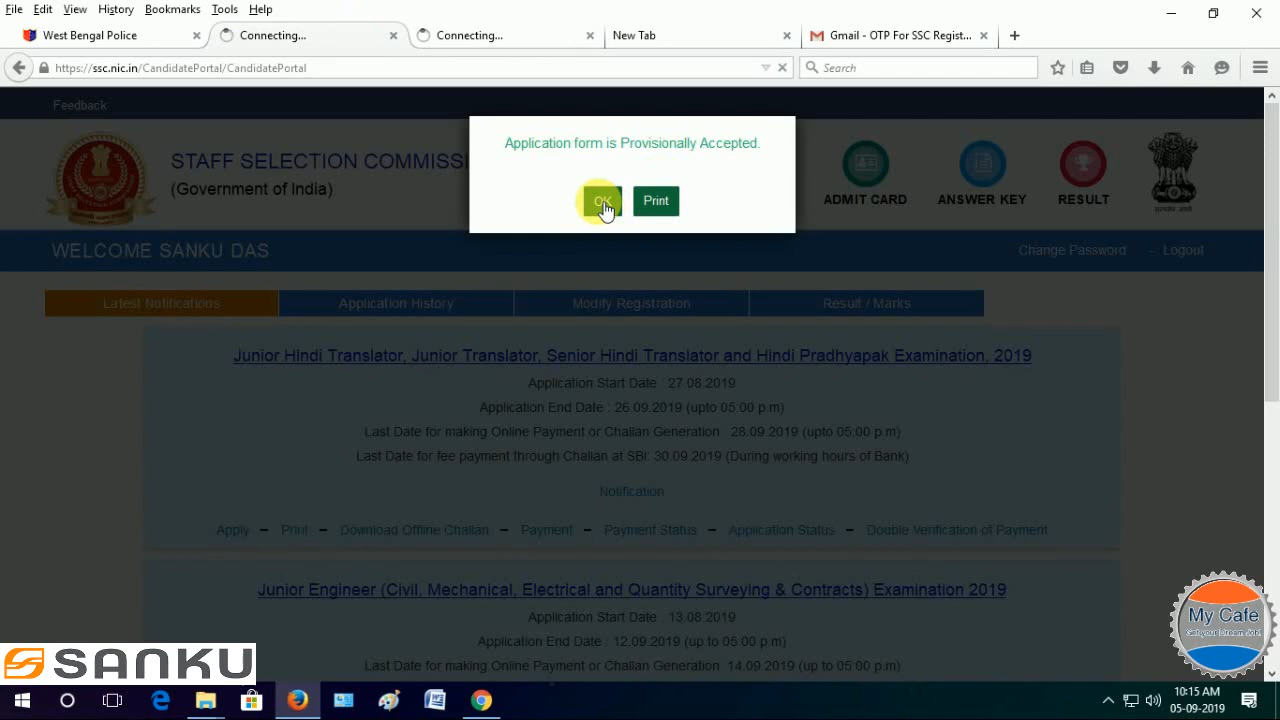 File Edit View History Bookmarks Tools Help
West Bengal Police
Connecting...
Connecting...
New Tab
Gmail - OTP For SSC Regist...
https://ssc.nic.in/CandidatePortal/CandidatePortal
Search
Feedback
Application form is Provisionally Accepted.
OK Print
STAFF SELECTION COMMISSI
(Government of India)
ADMIT CARD ANSWER KEY RESULT
WELCOME SANKU DAS
Change Password - Logout
Latest Notifications Application History Modify Registration Result / Marks
Junior Hindi Translator, Junior Translator, Senior Hindi Translator and Hindi Pradhyapak Examination, 2019
Application Start Date : 27.08.2019
Application End Date : 26.09.2019 (upto 05:00 p.m)
Last Date for making Online Payment or Challan Generation : 28.09.2019 (upto 05:00 p.m)
Last Date for fee payment through Challan at SBI: 30.09.2019 (During working hours of Bank)
Notification
Apply - Print - Download Offline Challan - Payment - Payment Status - Application Status - Double Verification of Payment
Junior Engineer (Civil, Mechanical, Electrical and Quantity Surveying & Contracts) Examination 2019
Application Start Date : 13.08.2019
Application End Date : 12.09.2019 (up to 05:00 p.m)
Last Date for making Online Payment or Challan Generation 4.09.2019 (up to 05:00 p.m)
My Cafe
Get your Dream Job!
SANKU
10:15 AM
05-09-2019